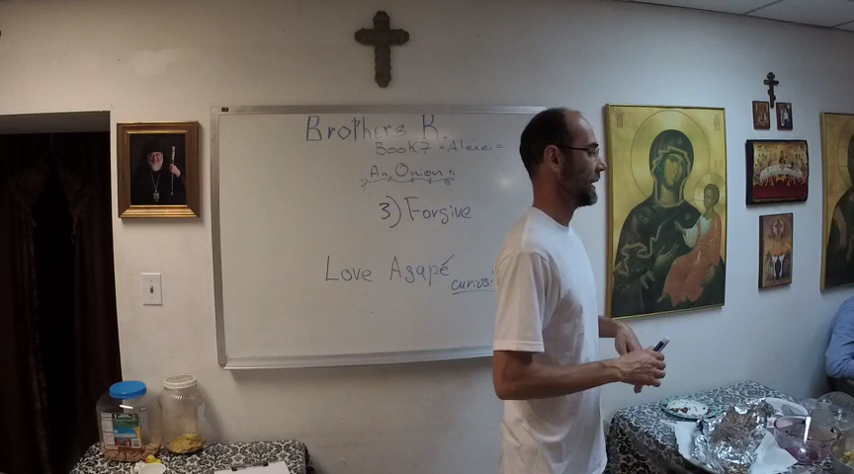 Brothers K.
Book 7 - Alexei -
An Onion.
3) Forgive
Love Agapé
curios